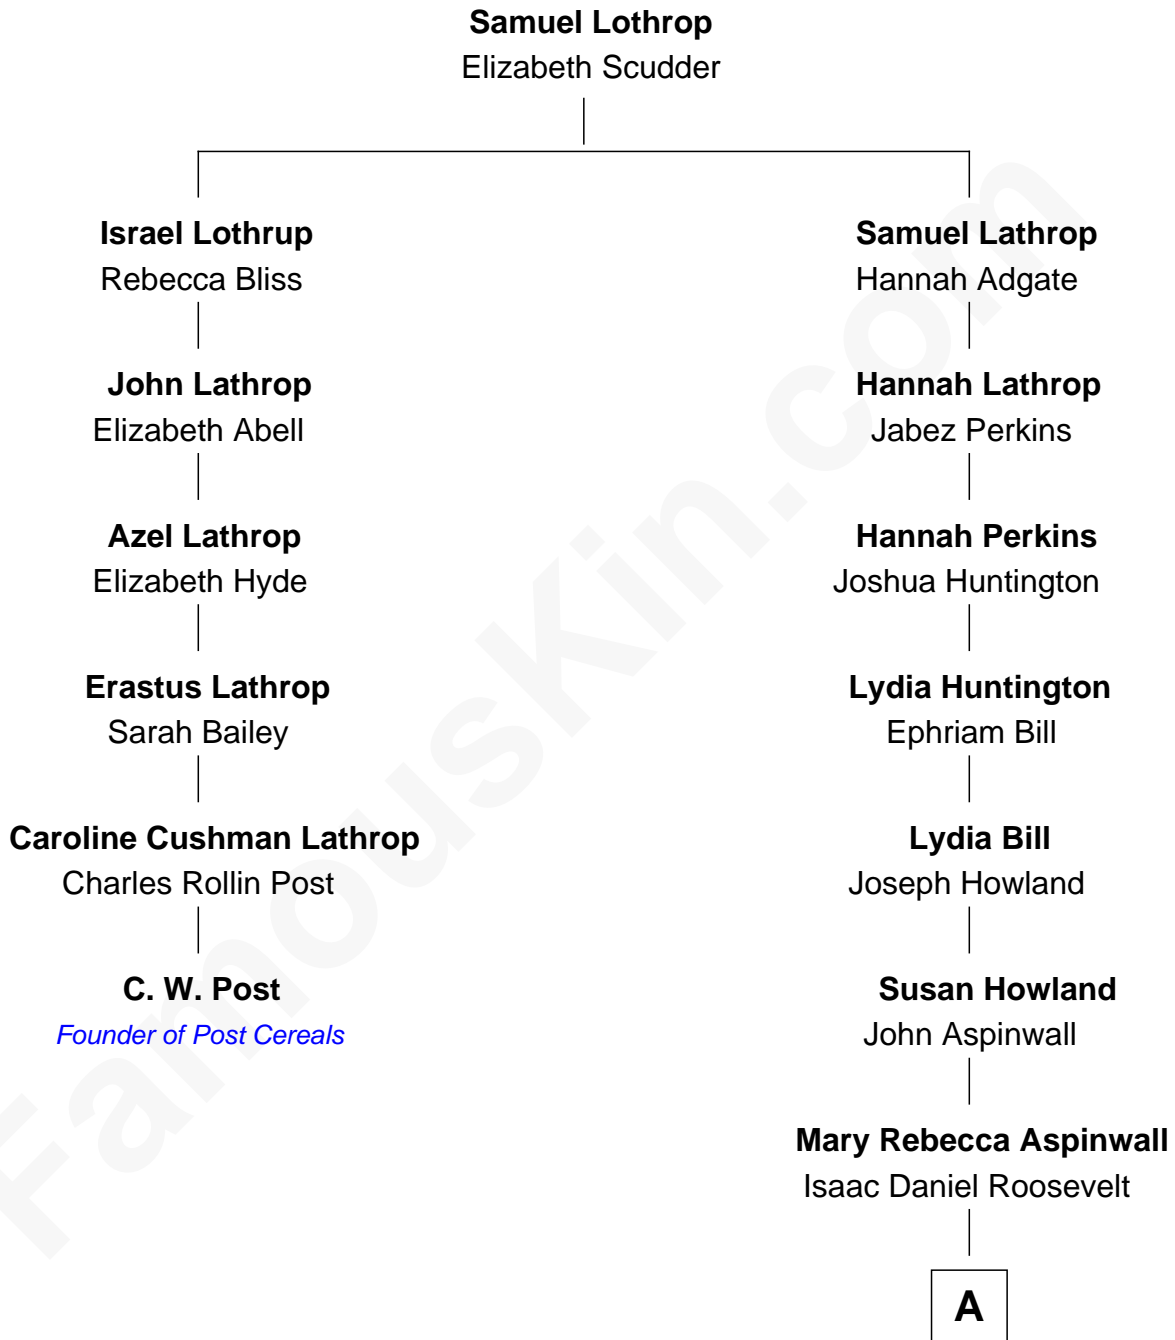 Samuel Lothrop
Elizabeth Scudder
Israel Lothrup
Rebecca Bliss
Samuel Lathrop
Hannah Adgate
John Lathrop
Elizabeth Abell
Hannah Lathrop
Jabez Perkins
Azel Lathrop
Elizabeth Hyde
Hannah Perkins
Joshua Huntington
Erastus Lathrop
Sarah Bailey
Lydia Huntington
Ephriam Bill
Caroline Cushman Lathrop
Charles Rollin Post
Lydia Bill
Joseph Howland
C. W. Post
Founder of Post Cereals
Susan Howland
John Aspinwall
Mary Rebecca Aspinwall
Isaac Daniel Roosevelt
A
FamousKin.com